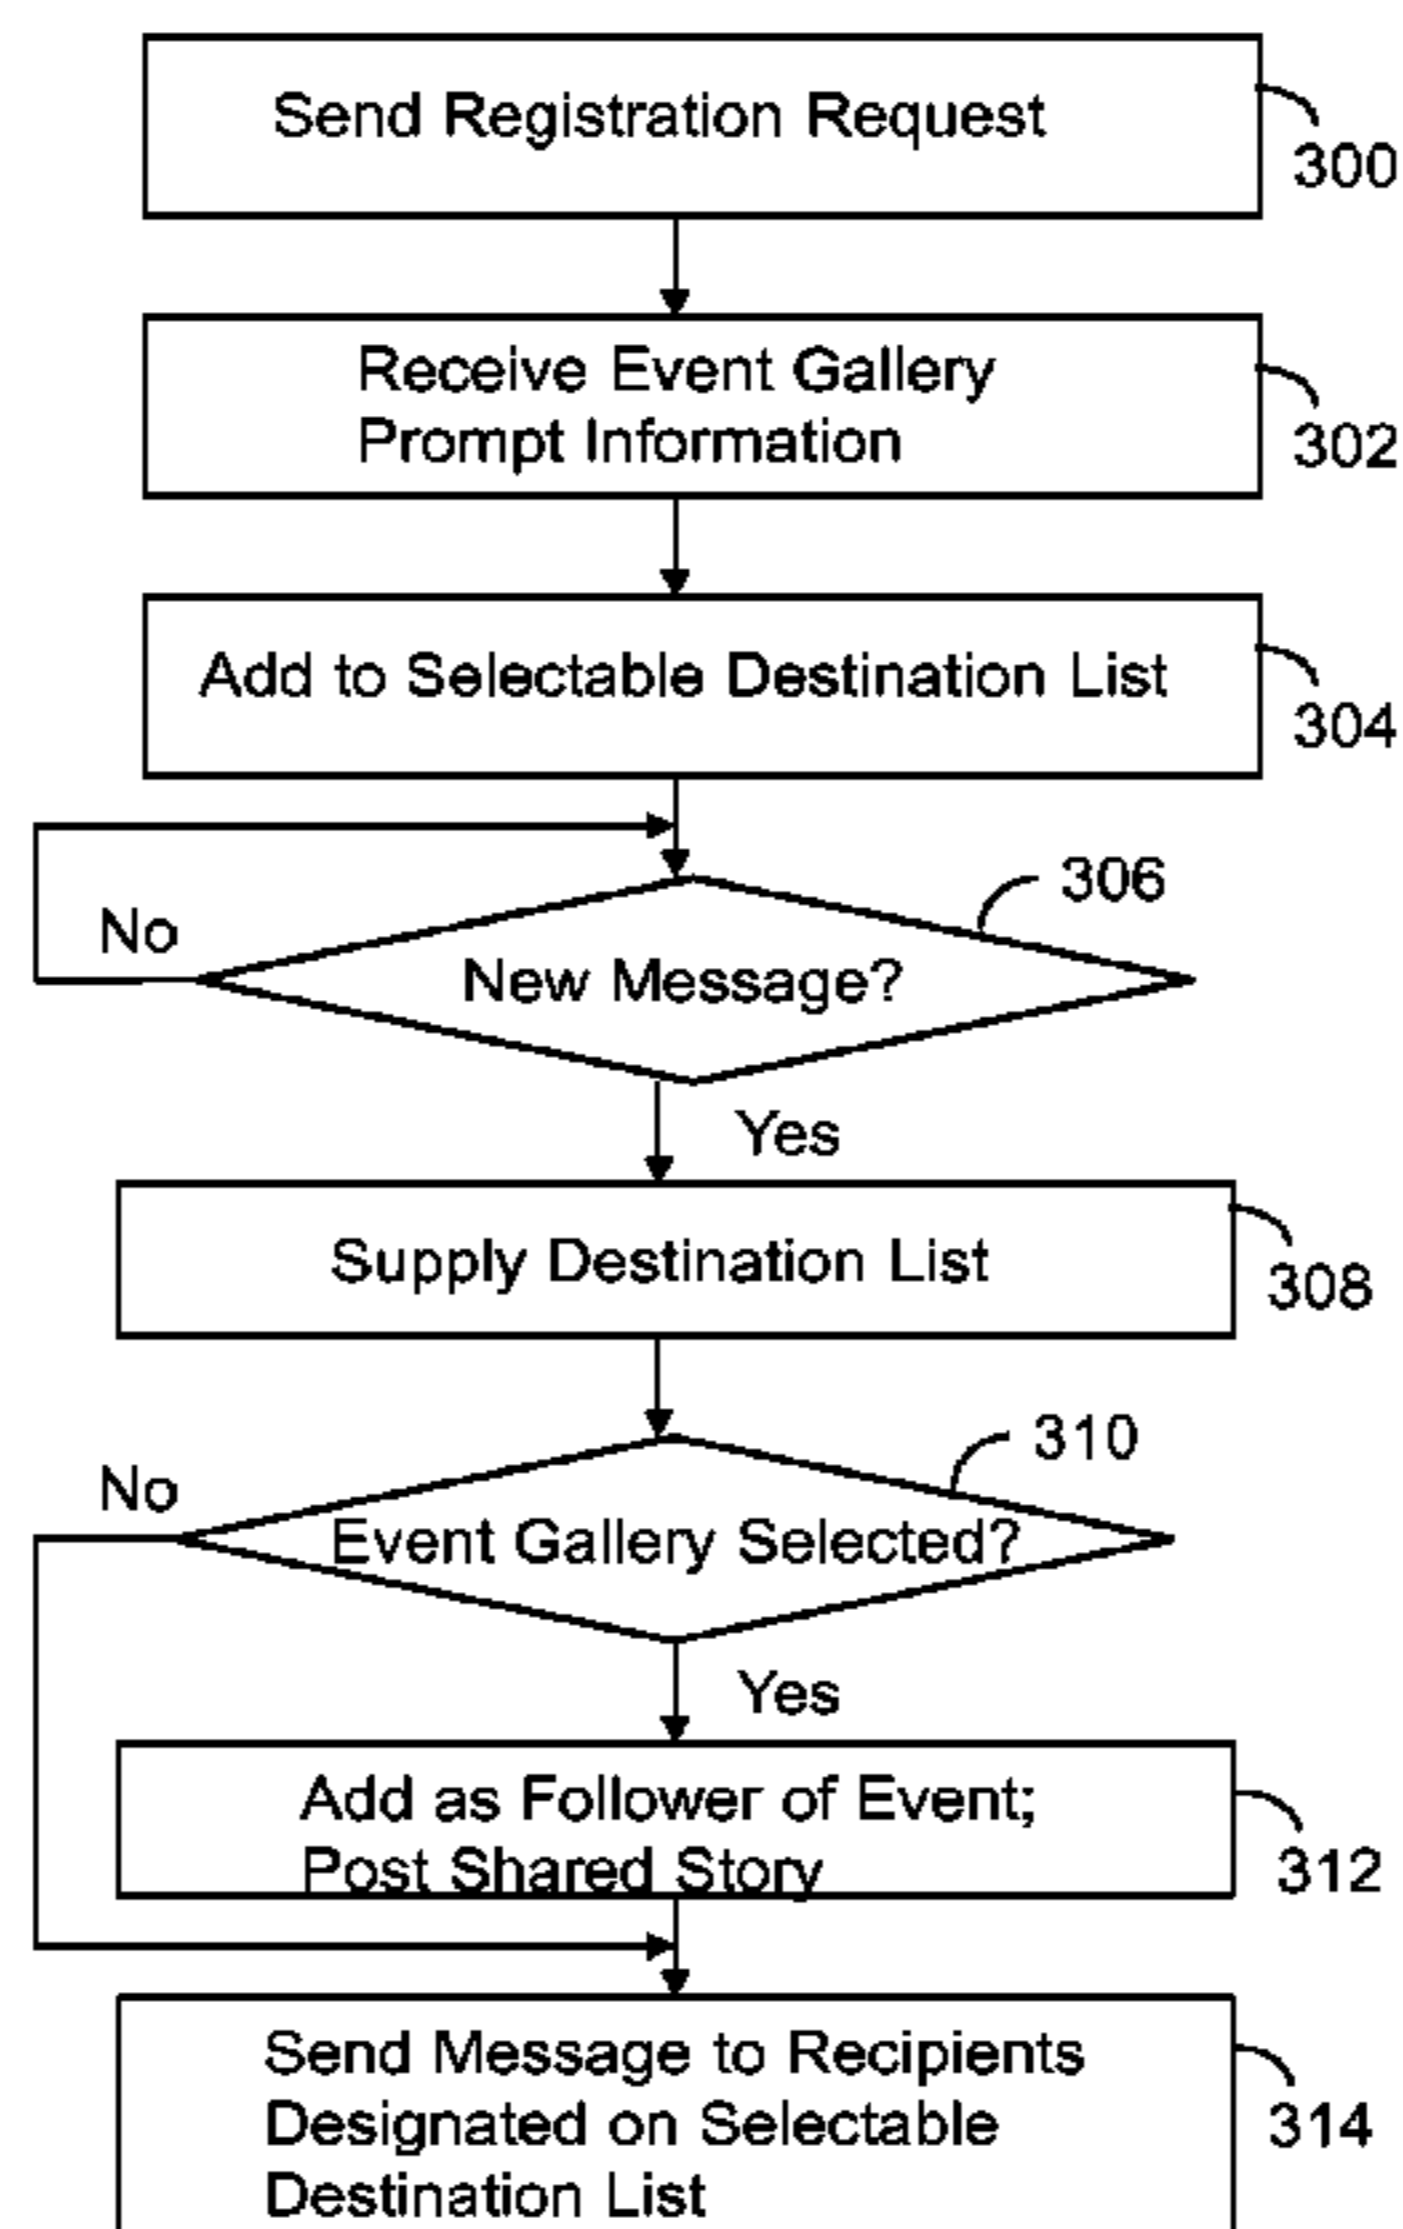 Send Registration Request
300
Receive Event Gallery
Prompt Information
302
Add to Selectable Destination List
304
306
No
New Message?
Yes
Supply Destination List
308
310
No
Event Gallery Selected?
Yes
Add as Follower of Event;
Post Shared Story
312
Send Message to Recipients
Designated on Selectable
Destination List
314